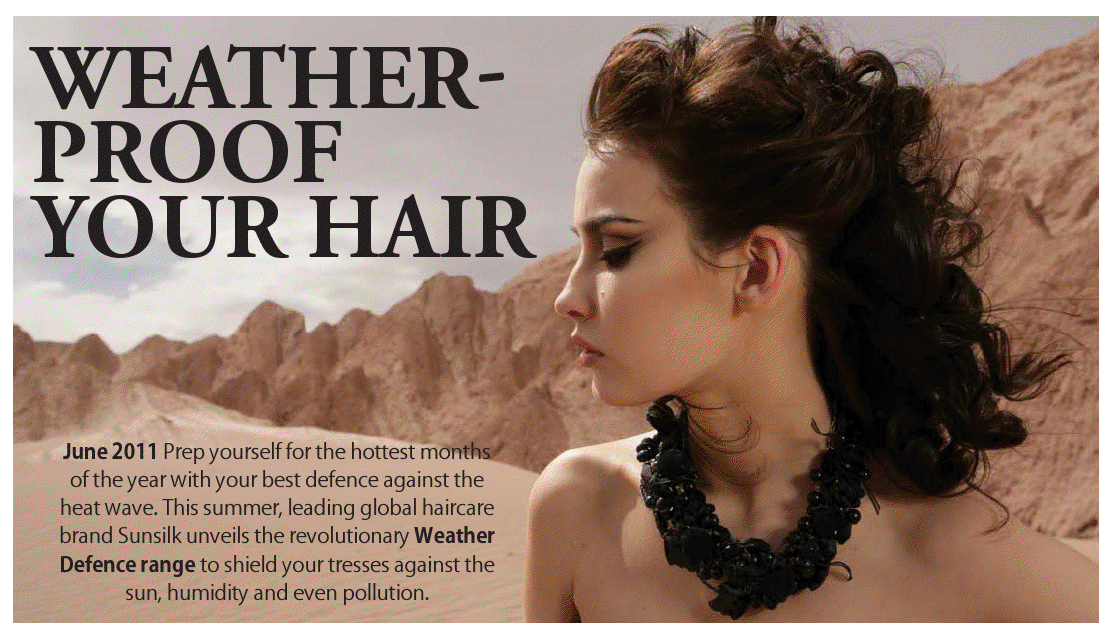 WEATHER-
PROOF
YOUR HAIR
June 2011 Prep yourself for the hottest months
of the year with your best defence against the
heat wave. This summer, leading global haircare
brand Sunsilk unveils the revolutionary Weather
Defence range to shield your tresses against the
sun, humidity and even pollution.